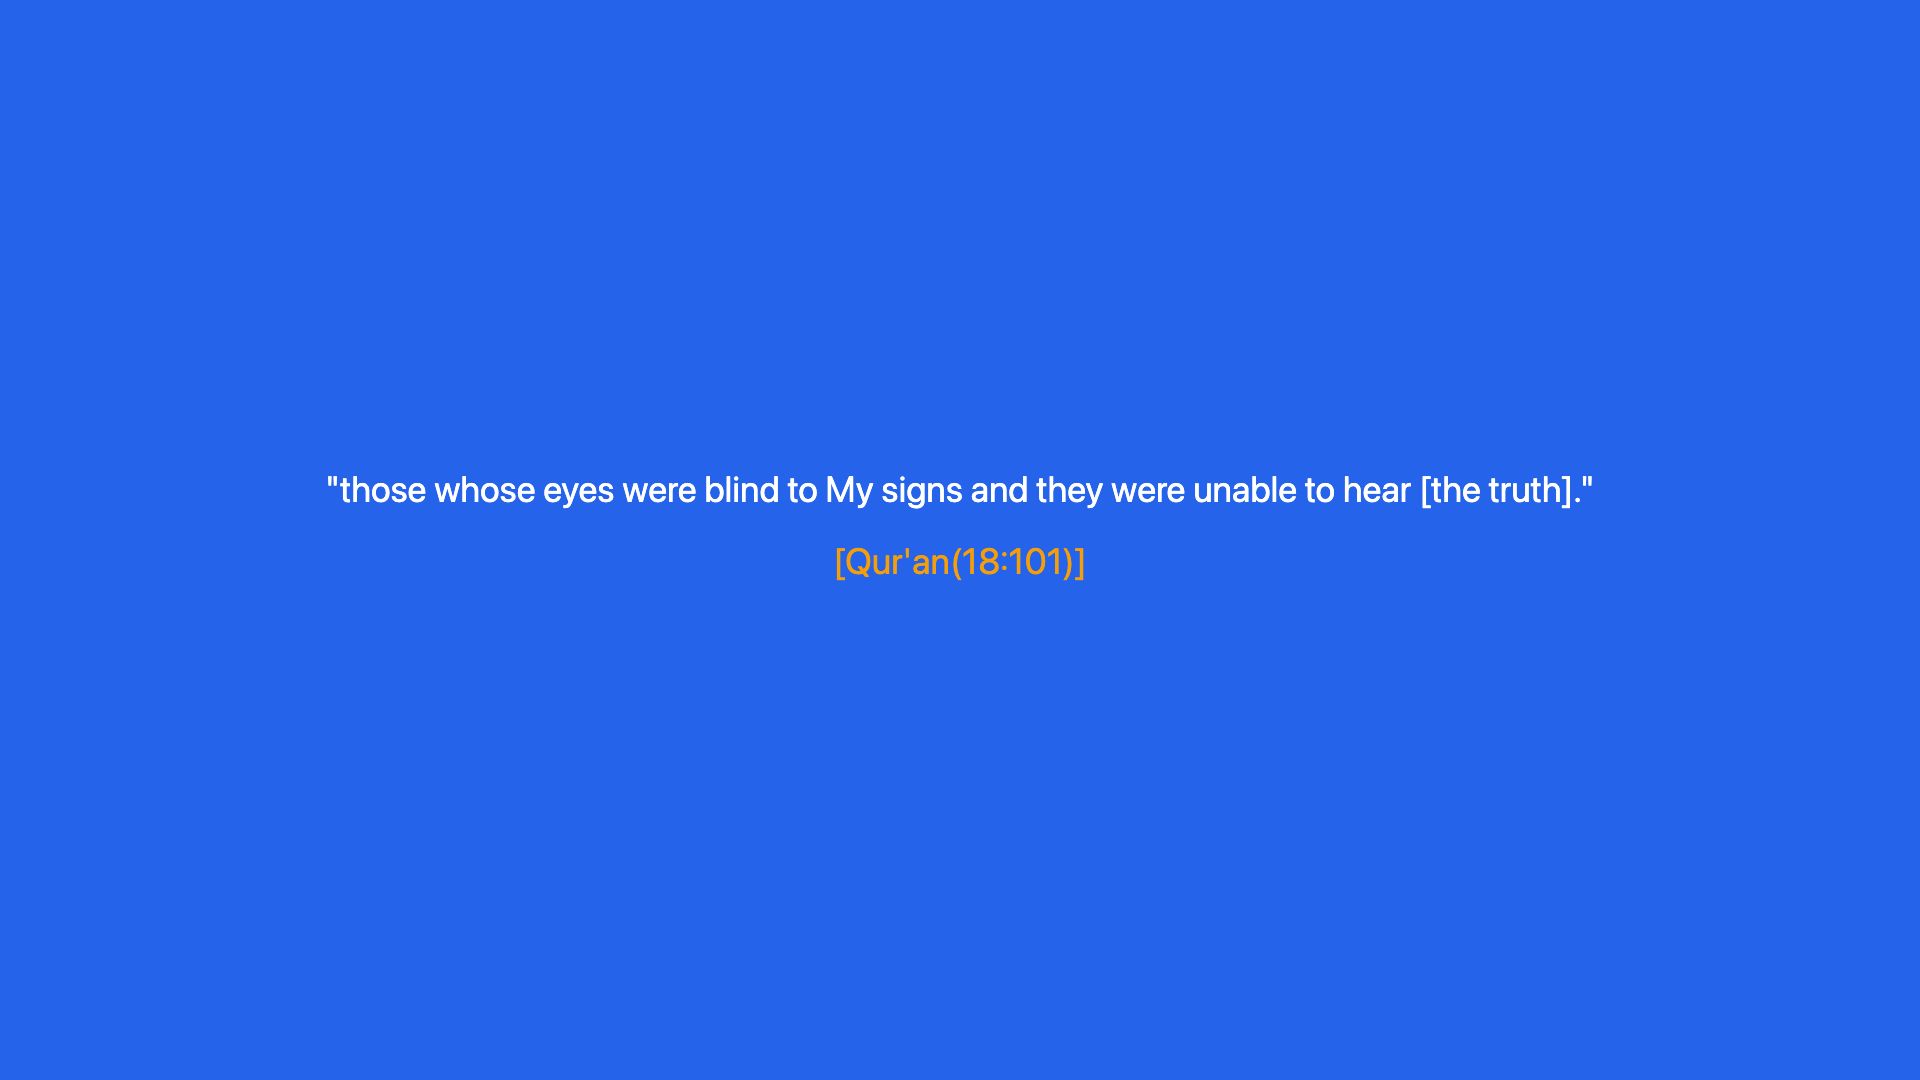 "those whose eyes were blind to My signs and they were unable to hear [the truth]."
[Qur'an(18:101)]